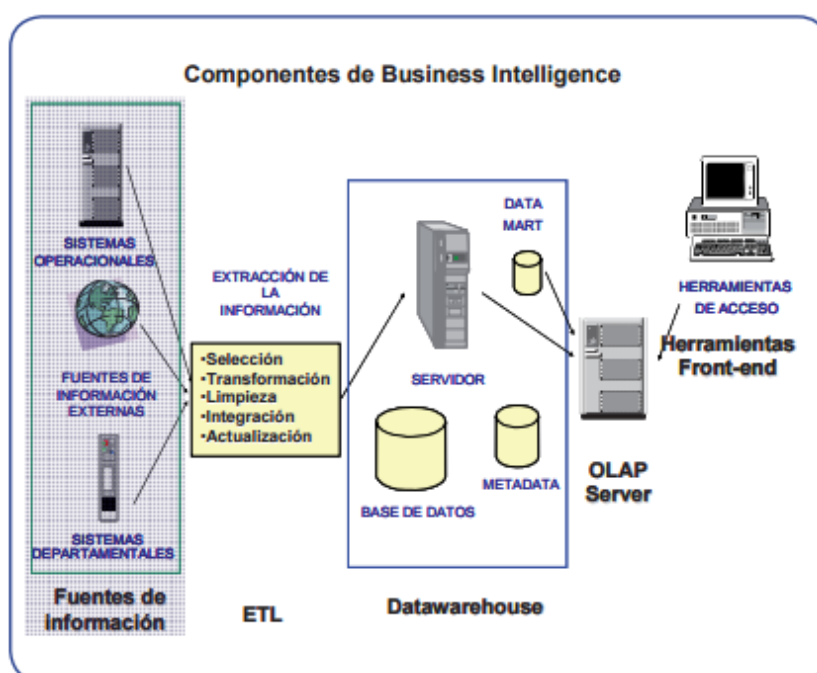 Componentes de Business Intelligence
SISTEMAS
OPERACIONALES
FUENTES DE
INFORMACIÓN
EXTERNAS
SISTEMAS
DEPARTAMENTALES
Fuentes de
información
EXTRACCIÓN DE
LA
INFORMACIÓN
•Selección
•Transformación
•Limpieza
•Integración
•Actualización
ETL
DATA
MART
SERVIDOR
BASE DE DATOS
METADATA
Datawarehouse
OLAP
Server
HERRAMIENTAS
DE ACCESO
Herramientas
Front-end